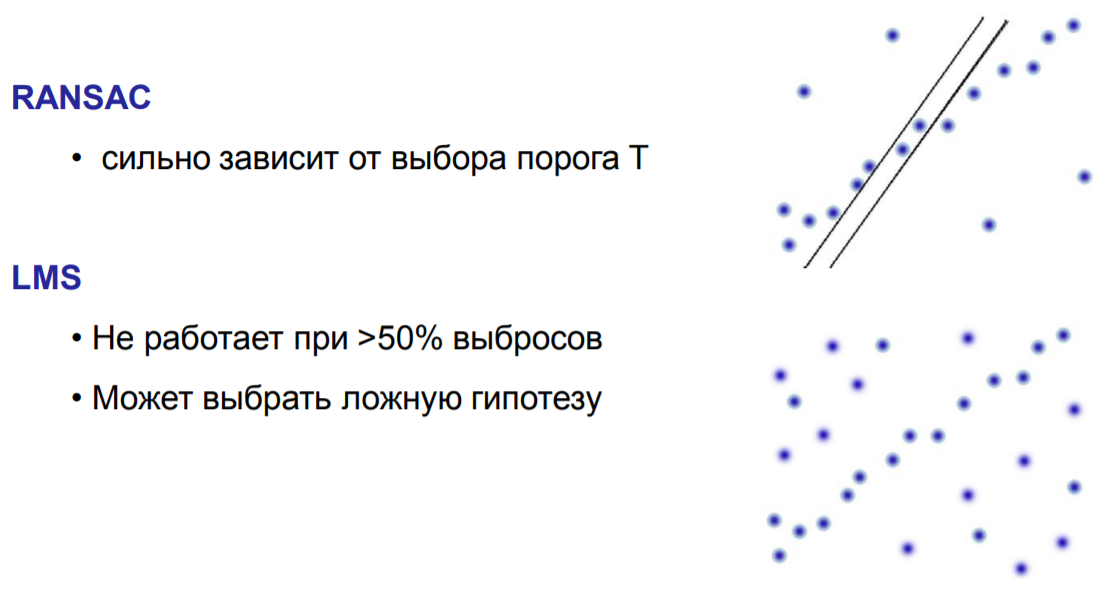 RANSAC
• сильно зависит от выбора порога T
LMS
• Не работает при >50% выбросов
• Может выбрать ложную гипотезу